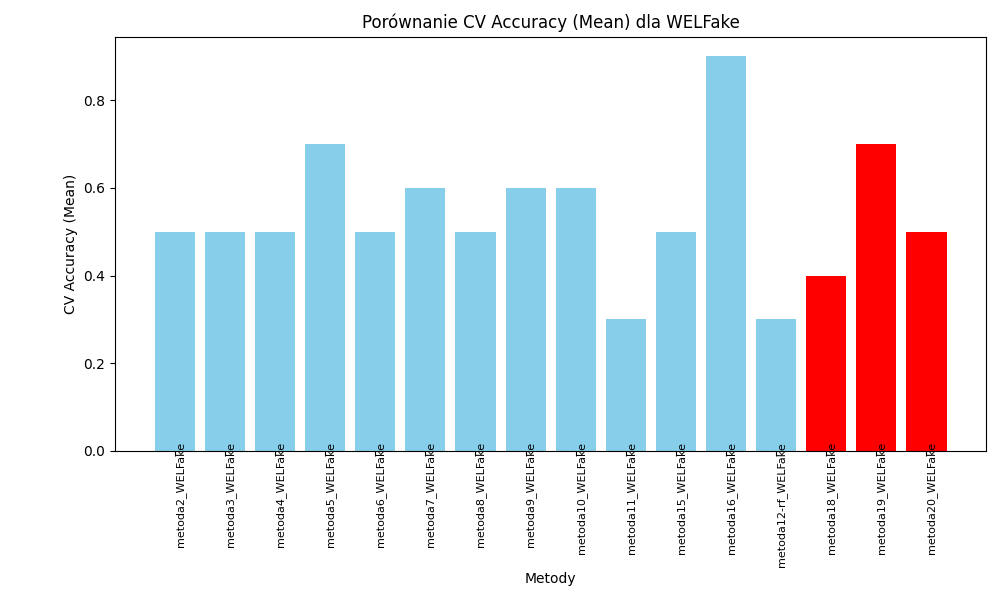 Porównanie CV Accuracy (Mean) dla WELFake
CV Accuracy (Mean)
0.8
0.6
0.4
0.2
0.0
metoda2_WELFake
metoda3_WELFake
metoda4_WELFake
metoda5_WELFake
metoda6_WELFake
metoda7_WELFake
metoda8_WELFake
metoda9_WELFake
metoda10_WELFake
metoda11_WELFake
metoda15_WELFake
metoda16_WELFake
metoda12-rf_WELFake
metoda18_WELFake
metoda19_WELFake
metoda20_WELFake
Metody